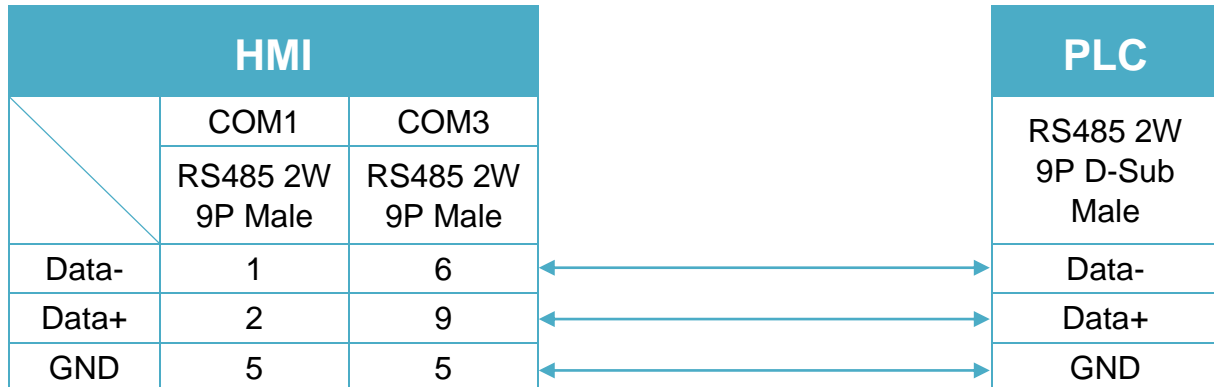 HMI
PLC
COM1 COM3
RS485 2W
9P Male
RS485 2W
9P Male
RS485 2W
9P D-Sub
Male
Data- 1 6 Data-
Data+ 2 9 Data+
GND 5 5 GND